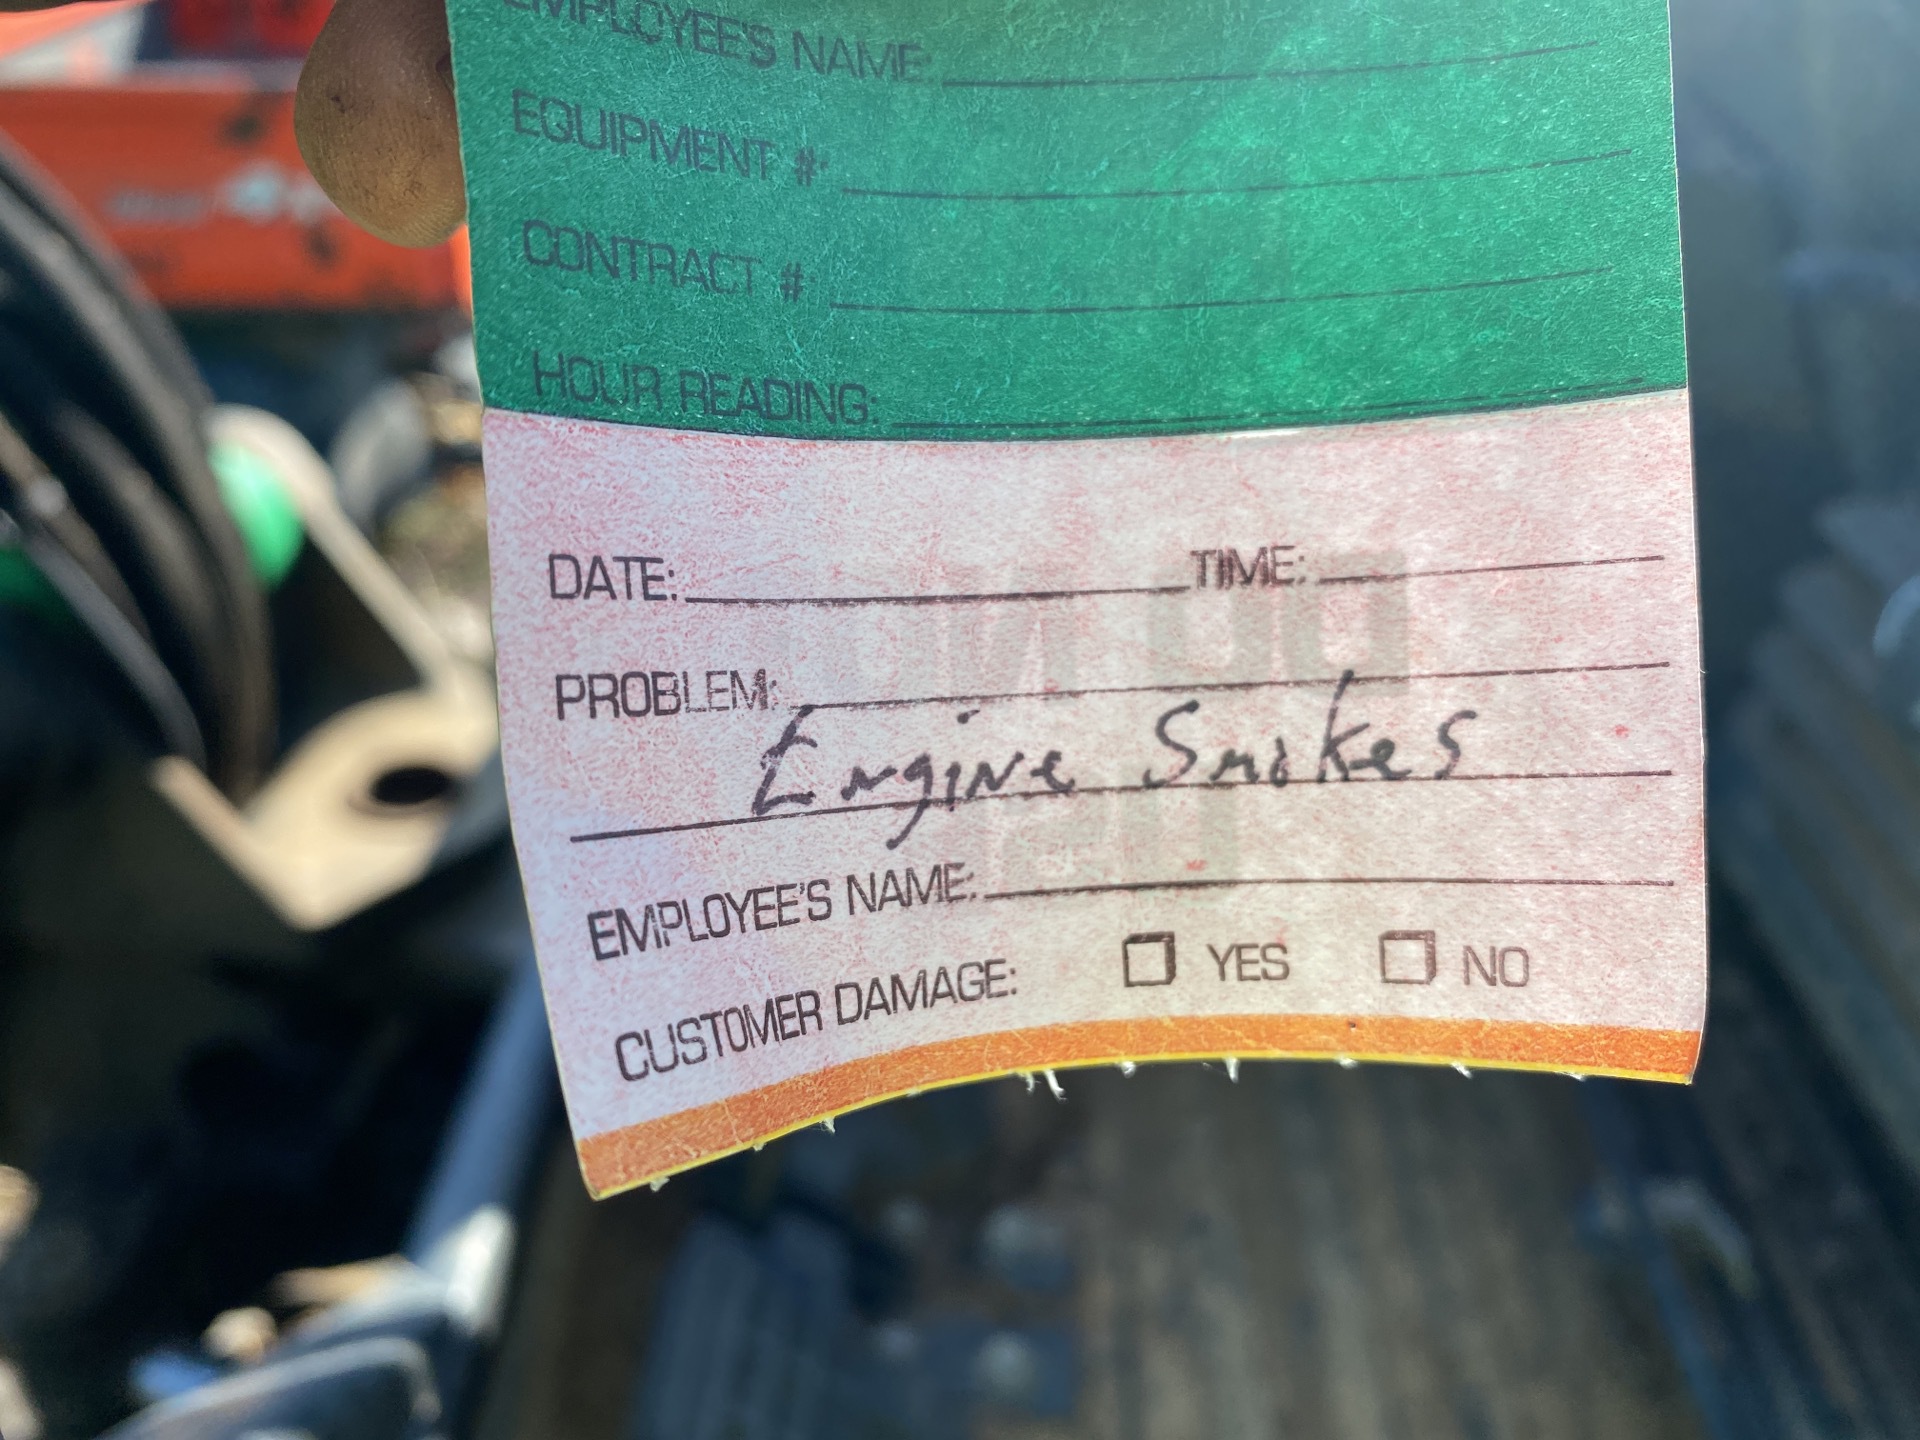 EMPLOYEE'S NAME:
EQUIPMENT #:
CONTRACT #:
HOUR READING:
DATE: TIME:
PROBLEM:
Engine Smokes
EMPLOYEE'S NAME:
CUSTOMER DAMAGE: YES NO